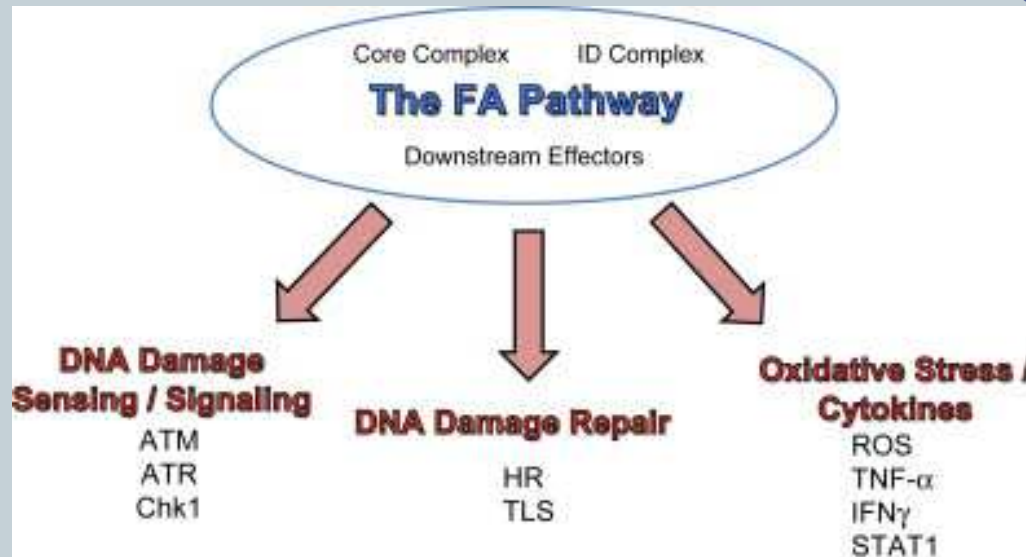 Core Complex ID Complex
The FA Pathway
Downstream Effectors
DNA Damage
Sensing / Signaling
ATM
ATR
Chk1
DNA Damage Repair
HR
TLS
Oxidative Stress /
Cytokines
ROS
TNF-α
IFNγ
STAT1